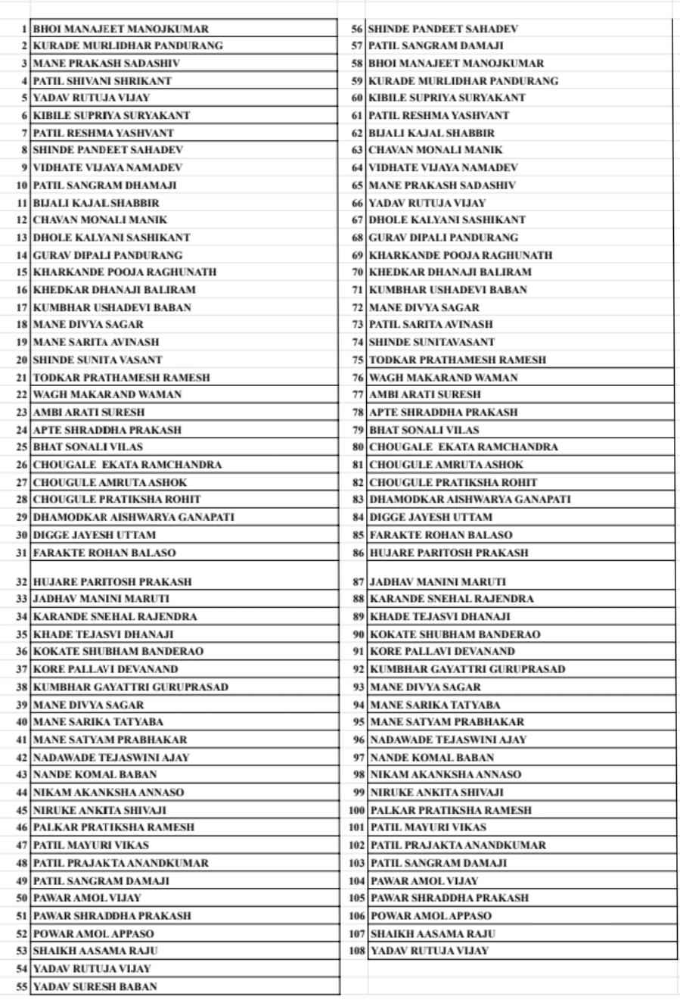 1 BHOI MANAJEET MANOJKUMAR
2 KURADE MURLIDHAR PANDURANG
3 MANE PRAKASH SADASHIV
4 PATIL SHIVANI SHRIKANT
5 YADAV RUTUJA VIJAY
6 KIBILE SUPRIYA SURYAKANT
7 PATIL RESHMA YASHVANT
8 SHINDE PANDEET SAHADEV
9 VIDHATE VIJAYA NAMADEV
10 PATIL SANGRAM DHAMAJI
11 BIJALI KAJAL SHABBIR
12 CHAVAN MONALI MANIK
13 DHOLE KALYANI SASHIKANT
14 GURAV DIPALI PANDURANG
15 KHARKANDE POOJA RAGHUNATH
16 KHEDKAR DHANAJI BALIRAM
17 KUMBHAR USHADEVI BABAN
18 MANE DIVYA SAGAR
19 MANE SARITA AVINASH
20 SHINDE SUNITA VASANT
21 TODKAR PRATHAMESH RAMESH
22 WAGH MAKARAND WAMAN
23 AMBI ARATI SURESH
24 APTE SHRADDHA PRAKASH
25 BHAT SONALI VILAS
26 CHOUGALE EKATA RAMCHANDRA
27 CHOUGULE AMRUTA ASHOK
28 CHOUGULE PRATIKSHA ROHIT
29 DHAMODKAR AISHWARYA GANAPATI
30 DIGGE JAYESH UTTAM
31 FARAKTE ROHAN BALASO
32 HUJARE PARITOSH PRAKASH
33 JADHAV MANINI MARUTI
34 KARANDE SNEHAL RAJENDRA
35 KHADE TEJASVI DHANAJI
36 KOKATE SHUBHAM BANDERAO
37 KORE PALLAVI DEVANAND
38 KUMBHAR GAYATTRI GURUPRASAD
39 MANE DIVYA SAGAR
40 MANE SARIKA TATYABA
41 MANE SATYAM PRABHAKAR
42 NADAWADE TEJASWINI AJAY
43 NANDE KOMAL BABAN
44 NIKAM AKANKSHA ANNASO
45 NIRUKE ANKITA SHIVAJI
46 PALKAR PRATIKSHA RAMESH
47 PATIL MAYURI VIKAS
48 PATIL PRAJAKTA ANANDKUMAR
49 PATIL SANGRAM DAMAJI
50 PAWAR AMOL VIJAY
51 PAWAR SHRADDHA PRAKASH
52 POWAR AMOL APPASO
53 SHAIKH AASAMA RAJU
54 YADAV RUTUJA VIJAY
55 YADAV SURESH BABAN
56 SHINDE PANDEET SAHADEV
57 PATIL SANGRAM DAMAJI
58 BHOI MANAJEET MANOJKUMAR
59 KURADE MURLIDHAR PANDURANG
60 KIBILE SUPRIYA SURYAKANT
61 PATIL RESHMA YASHVANT
62 BIJALI KAJAL SHABBIR
63 CHAVAN MONALI MANIK
64 VIDHATE VIJAYA NAMADEV
65 MANE PRAKASH SADASHIV
66 YADAV RUTUJA VIJAY
67 DHOLE KALYANI SASHIKANT
68 GURAV DIPALI PANDURANG
69 KHARKANDE POOJA RAGHUNATH
70 KHEDKAR DHANAJI BALIRAM
71 KUMBHAR USHADEVI BABAN
72 MANE DIVYA SAGAR
73 PATIL SARITA AVINASH
74 SHINDE SUNITAVASANT
75 TODKAR PRATHAMESH RAMESH
76 WAGH MAKARAND WAMAN
77 AMBI ARATI SURESH
78 APTE SHRADDHA PRAKASH
79 BHAT SONALI VILAS
80 CHOUGALE EKATA RAMCHANDRA
81 CHOUGULE AMRUTA ASHOK
82 CHOUGULE PRATIKSHA ROHIT
83 DHAMODKAR AISHWARYA GANAPATI
84 DIGGE JAYESH UTTAM
85 FARAKTE ROHAN BALASO
86 HUJARE PARITOSH PRAKASH
87 JADHAV MANINI MARUTI
88 KARANDE SNEHAL RAJENDRA
89 KHADE TEJASVI DHANAJI
90 KOKATE SHUBHAM BANDERAO
91 KORE PALLAVI DEVANAND
92 KUMBHAR GAYATTRI GURUPRASAD
93 MANE DIVYA SAGAR
94 MANE SARIKA TATYABA
95 MANE SATYAM PRABHAKAR
96 NADAWADE TEJASWINI AJAY
97 NANDE KOMAL BABAN
98 NIKAM AKANKSHA ANNASO
99 NIRUKE ANKITA SHIVAJI
100 PALKAR PRATIKSHA RAMESH
101 PATIL MAYURI VIKAS
102 PATIL PRAJAKTA ANANDKUMAR
103 PATIL SANGRAM DAMAJI
104 PAWAR AMOL VIJAY
105 PAWAR SHRADDHA PRAKASH
106 POWAR AMOL APPASO
107 SHAIKH AASAMA RAJU
108 YADAV RUTUJA VIJAY